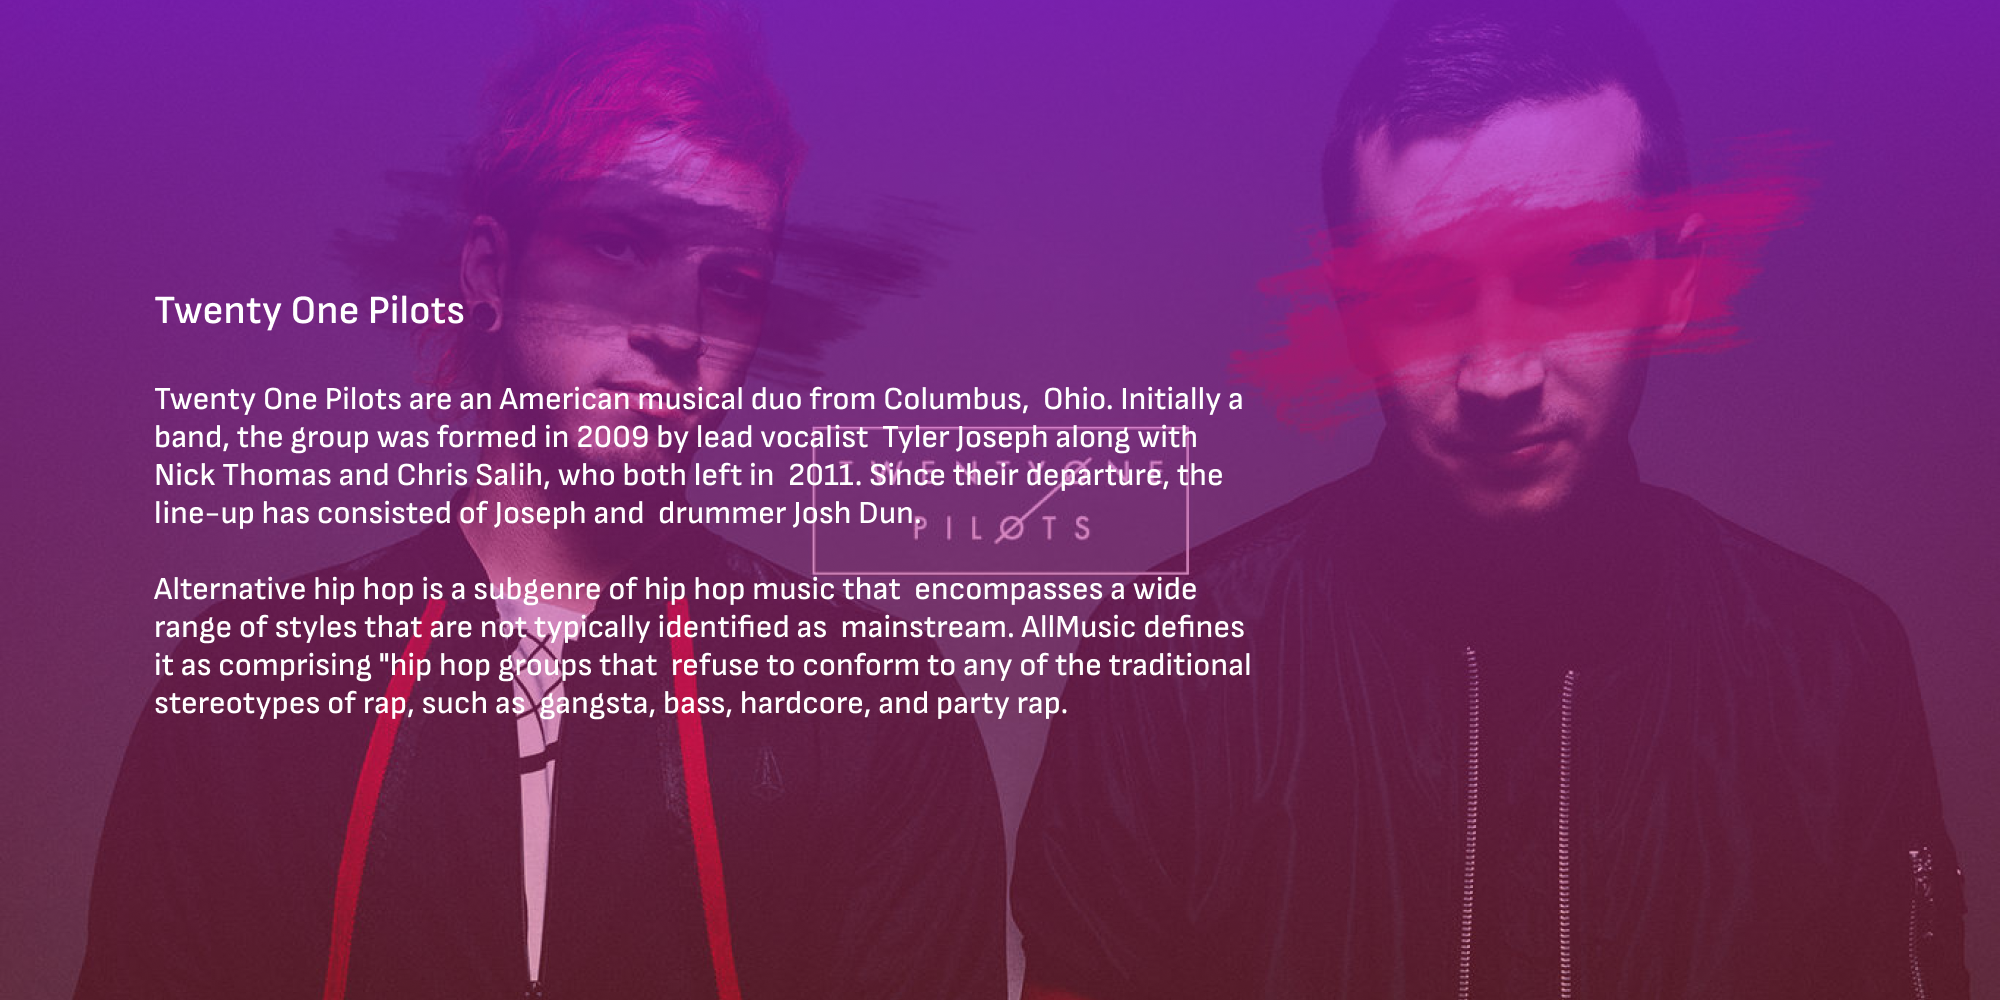 Twenty One Pilots
Twenty One Pilots are an American musical duo from Columbus,  Ohio. Initially a
band, the group was formed in 2009 by lead vocalist  Tyler Joseph along with
Nick Thomas and Chris Salih, who both left in  2011. Since their departure, the
line-up has consisted of Joseph and  drummer Josh Dun.
TWENTY ØNE
PILØTS
Alternative hip hop is a subgenre of hip hop music that  encompasses a wide
range of styles that are not typically identified as  mainstream. AllMusic defines
it as comprising "hip hop groups that  refuse to conform to any of the traditional
stereotypes of rap, such as  gangsta, bass, hardcore, and party rap.